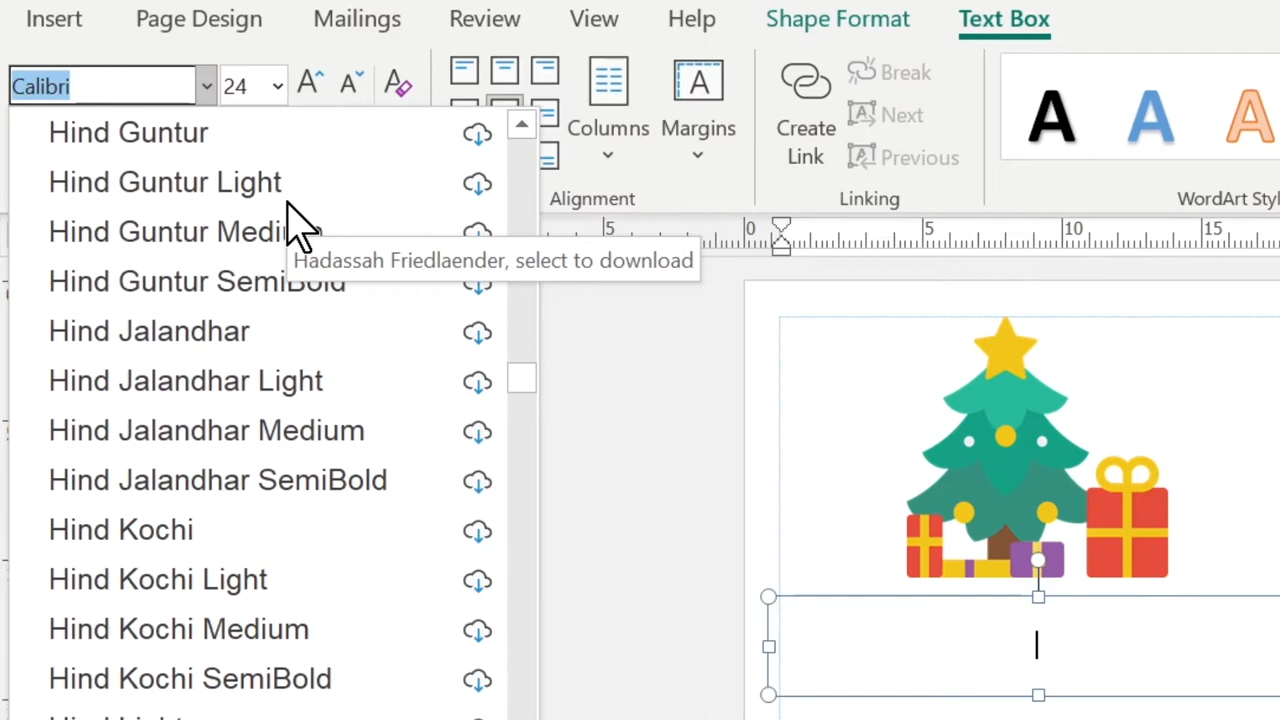 Insert Page Design Mailings Review View Help Shape Format Text Box
Calibri 24 A A A
A
Columns Margins
Create Link
Break
Next
Previous
A A A
Alignment Linking WordArt Styl
5 0 5 10 15
Hind Guntur
Hind Guntur Light
Hind Guntur Medi
Hadassah Friedlaender, select to download
Hind Guntur SemiBold
Hind Jalandhar
Hind Jalandhar Light
Hind Jalandhar Medium
Hind Jalandhar SemiBold
Hind Kochi
Hind Kochi Light
Hind Kochi Medium
Hind Kochi SemiBold